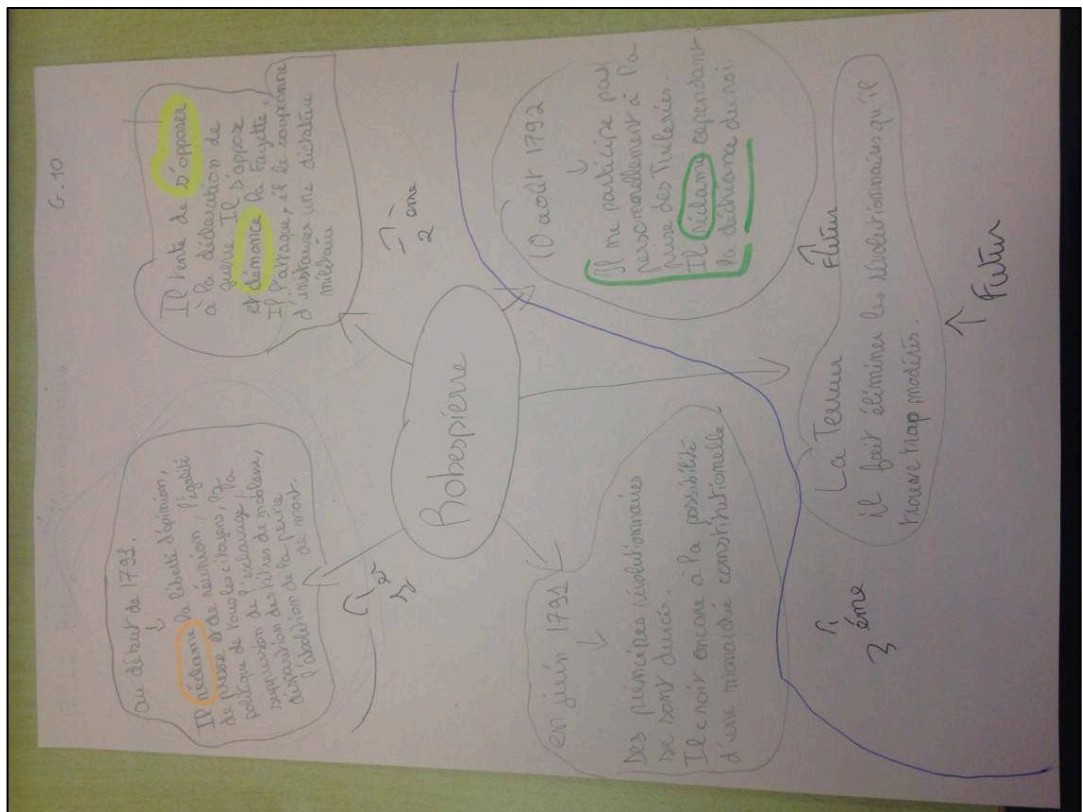 G.10
au début de 1791.
Il réclame la liberté d'opinion,
de presse et de réunion, l'égalité
politique de tous les citoyens, la
suppression de l'esclavage, la
disparition des titres de noblesse,
l'abolition de la peine
de mort.
1er
Il tente de s'opposer
à la déclaration de
guerre. Il s'oppose
et dénonce la Fayette,
Il l'attaque, il le soupçonne
d'instaurer une dictature
militaire
2ème
Robespierre
en juin 1791
Des principes révolutionnaires
se sont durcis.
Il croit encore à la possibilité
d'une monarchie constitutionnelle.
10 août 1792
Il ne participe pas
personnellement à la
prise des Tuileries.
Il réclame cependant
la déchéance du roi.
3ème
La Terreur
Futur
il fait éliminer les révolutionnaires qu'il
trouve trop modérés.
Futur